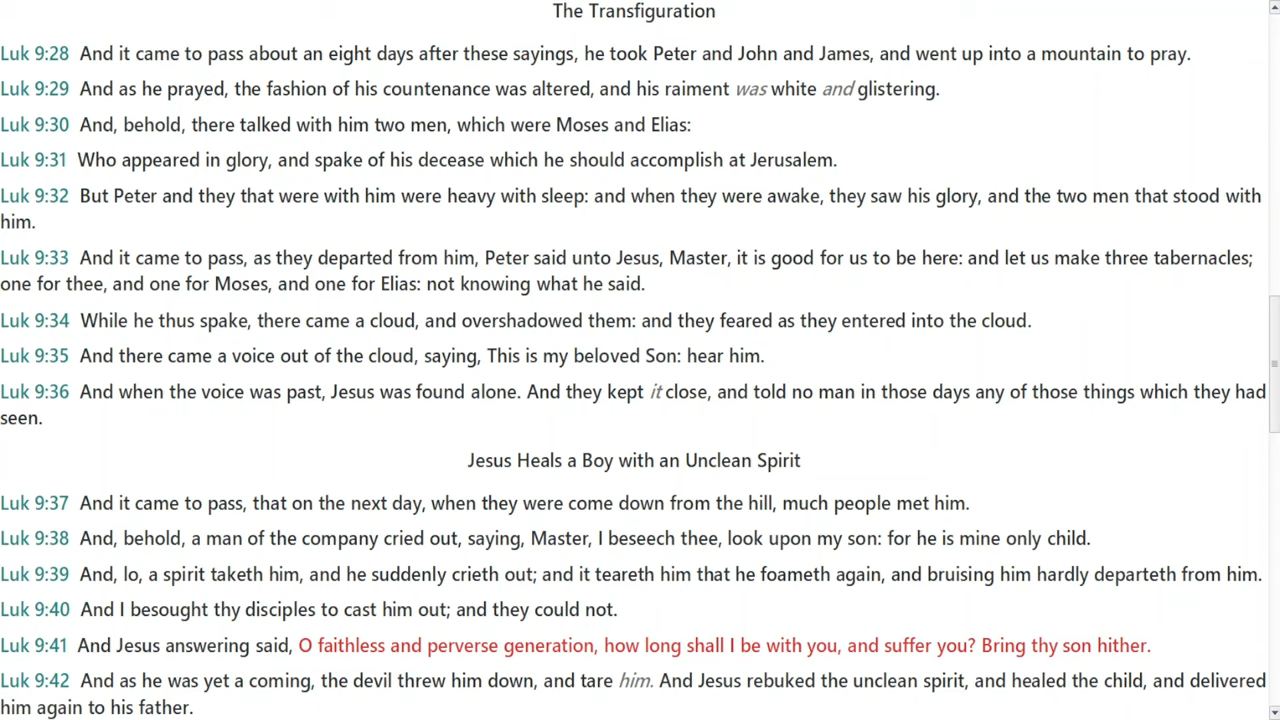 The Transfiguration
Luk 9:28 And it came to pass about an eight days after these sayings, he took Peter and John and James, and went up into a mountain to pray.
Luk 9:29 And as he prayed, the fashion of his countenance was altered, and his raiment was white and glistering.
Luk 9:30 And, behold, there talked with him two men, which were Moses and Elias:
Luk 9:31 Who appeared in glory, and spake of his decease which he should accomplish at Jerusalem.
Luk 9:32 But Peter and they that were with him were heavy with sleep: and when they were awake, they saw his glory, and the two men that stood with
him.
Luk 9:33 And it came to pass, as they departed from him, Peter said unto Jesus, Master, it is good for us to be here: and let us make three tabernacles;
one for thee, and one for Moses, and one for Elias: not knowing what he said.
Luk 9:34 While he thus spake, there came a cloud, and overshadowed them: and they feared as they entered into the cloud.
Luk 9:35 And there came a voice out of the cloud, saying, This is my beloved Son: hear him.
Luk 9:36 And when the voice was past, Jesus was found alone. And they kept it close, and told no man in those days any of those things which they had
seen.
Jesus Heals a Boy with an Unclean Spirit
Luk 9:37 And it came to pass, that on the next day, when they were come down from the hill, much people met him.
Luk 9:38 And, behold, a man of the company cried out, saying, Master, I beseech thee, look upon my son: for he is mine only child.
Luk 9:39 And, lo, a spirit taketh him, and he suddenly crieth out; and it teareth him that he foameth again, and bruising him hardly departeth from him.
Luk 9:40 And I besought thy disciples to cast him out; and they could not.
Luk 9:41 And Jesus answering said, O faithless and perverse generation, how long shall I be with you, and suffer you? Bring thy son hither.
Luk 9:42 And as he was yet a coming, the devil threw him down, and tare him. And Jesus rebuked the unclean spirit, and healed the child, and delivered
him again to his father.